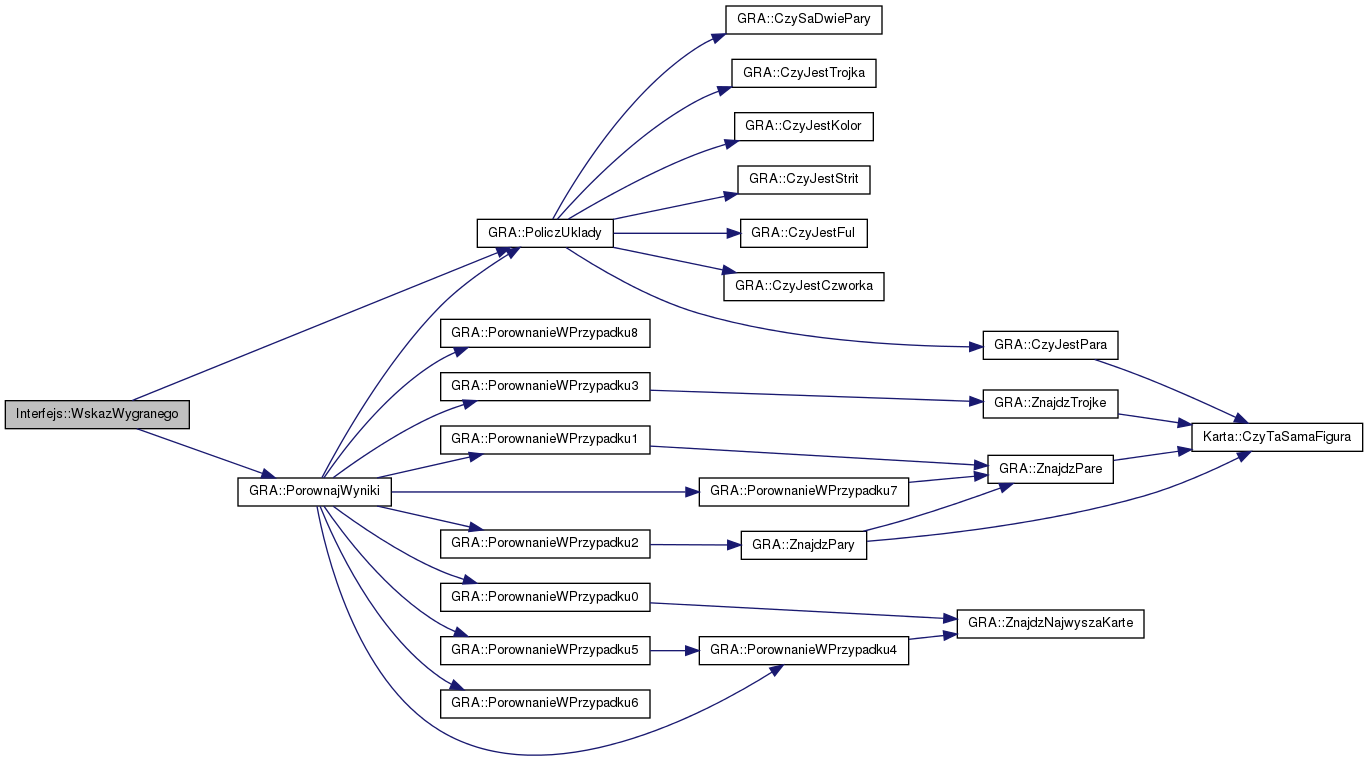 GRA::CzySaDwiePary
GRA::CzyJestTrojka
GRA::CzyJestKolor
GRA::CzyJestStrit
GRA::PoliczUklady
GRA::CzyJestFul
GRA::CzyJestCzworka
GRA::PorownanieWPrzypadku8
GRA::CzyJestPara
GRA::PorownanieWPrzypadku3
GRA::ZnajdzTrojke
Interfejs::WskazWygranego
GRA::PorownanieWPrzypadku1
Karta::CzyTaSamaFigura
GRA::ZnajdzPare
GRA::PorownajWyniki
GRA::PorownanieWPrzypadku7
GRA::PorownanieWPrzypadku2
GRA::ZnajdzPary
GRA::PorownanieWPrzypadku0
GRA::ZnajdzNajwyszaKarte
GRA::PorownanieWPrzypadku5
GRA::PorownanieWPrzypadku4
GRA::PorownanieWPrzypadku6